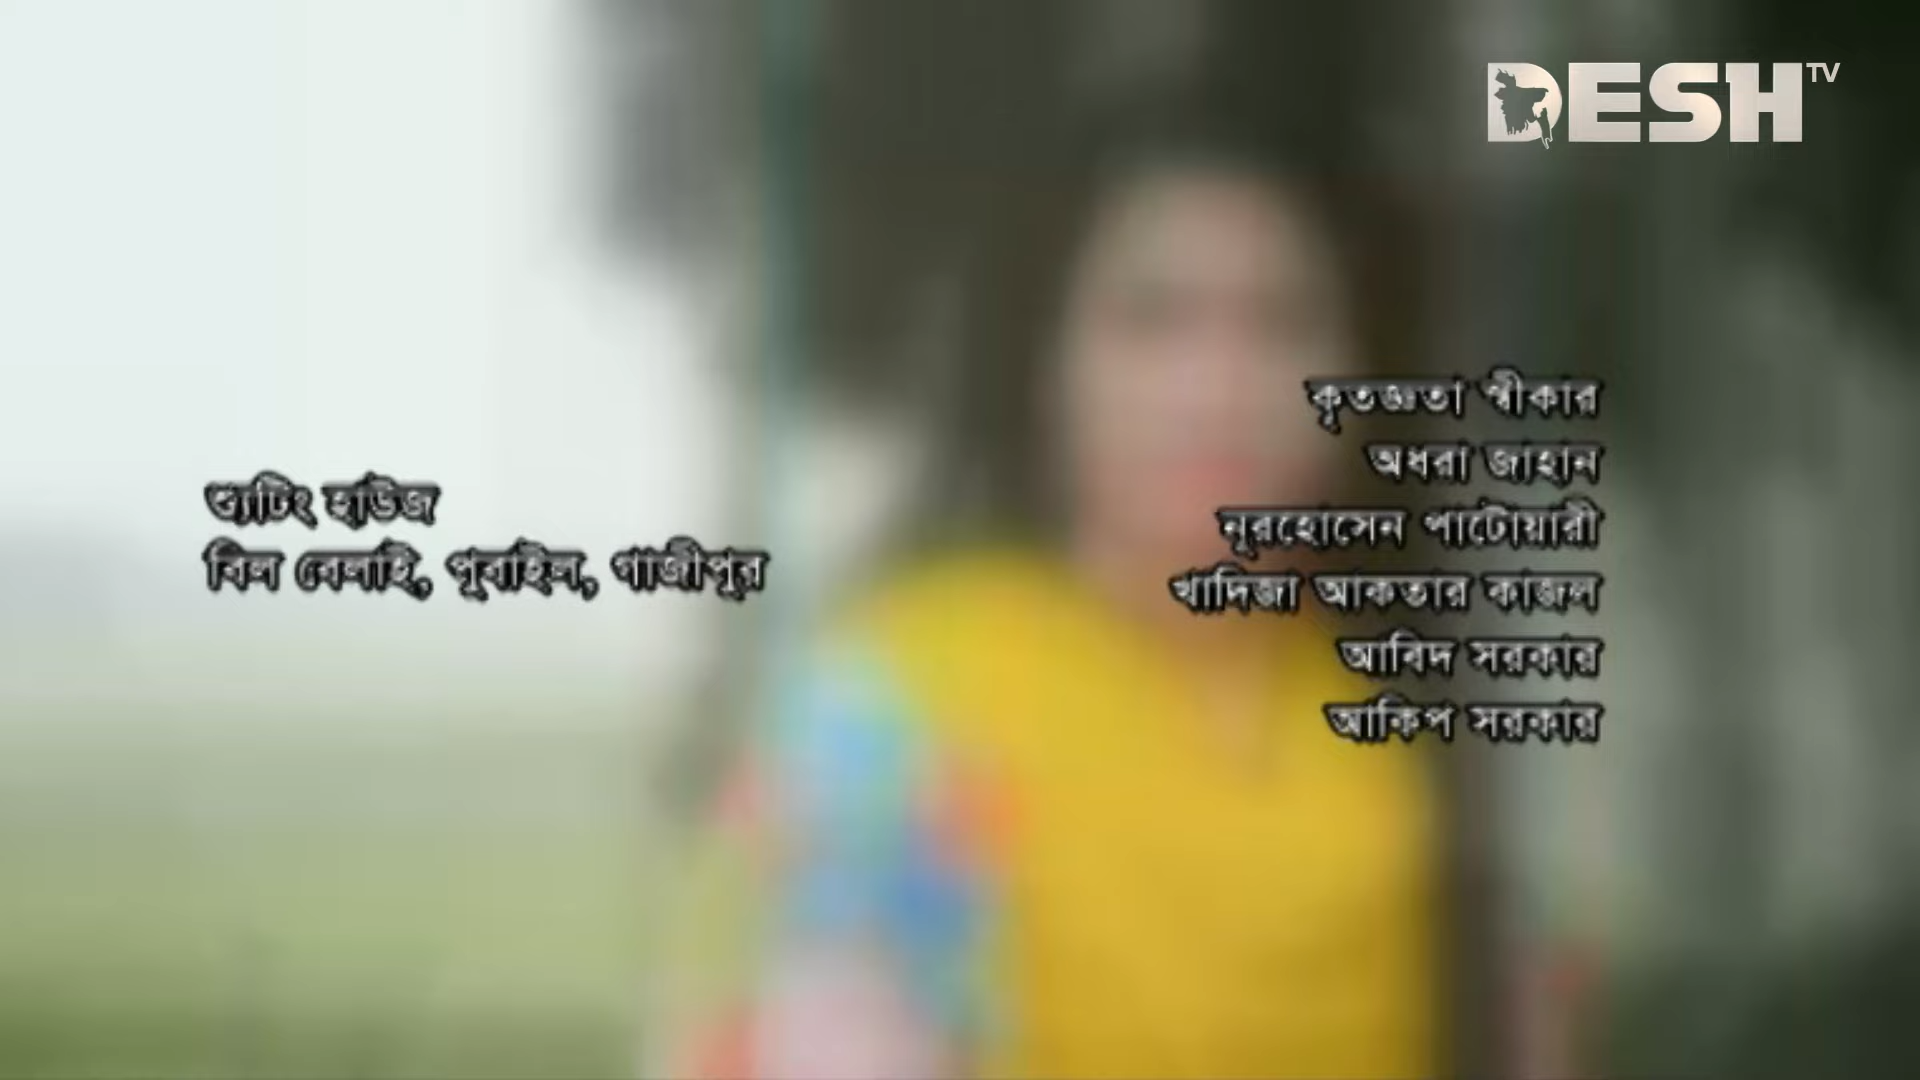 DESH TV
শ্যুটিং হাউজ
বিল বেলাই, পূবাইল, গাজীপুর
কৃতজ্ঞতা স্বীকার
অধরা জাহান
নূরহোসেন পাটোয়ারী
খাদিজা আকতার কাজল
আবিদ সরকার
আকিপ সরকার